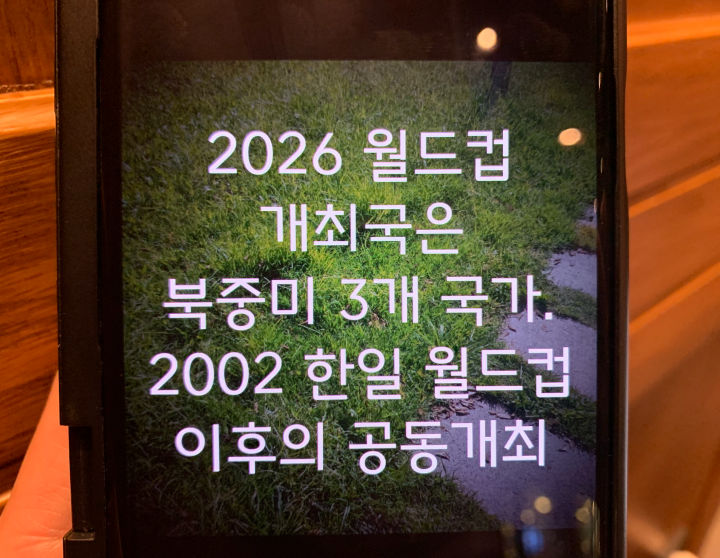 2026 월드컵
개최국은
북중미 3개 국가.
2002 한일 월드컵
이후의 공동개최